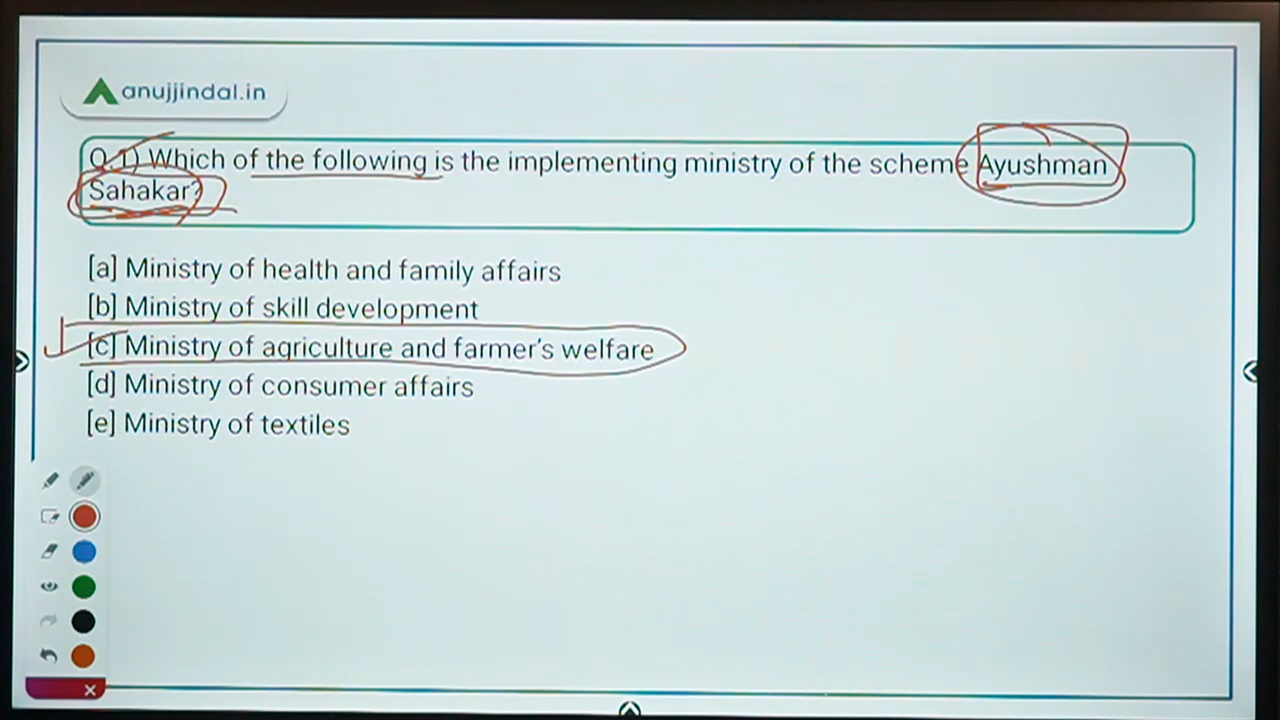 anujjindal.in
Q.1) Which of the following is the implementing ministry of the scheme Ayushman
Sahakar?
[a] Ministry of health and family affairs
[b] Ministry of skill development
[c] Ministry of agriculture and farmer's welfare
[d] Ministry of consumer affairs
[e] Ministry of textiles